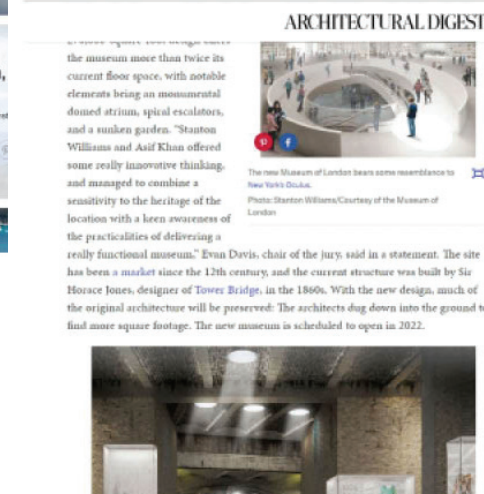 ARCHITECTURAL DIGEST
the museum more than twice its
current floor space, with notable
elements being an monumental
domed atrium, spiral escalators,
and a sunken garden. "Stanton
Williams and Asif Khan offered
some really innovative thinking,
and managed to combine a
sensitivity to the heritage of the
location with a keen awareness of
the practicalities of delivering a
The new Museum of London bears some resemblance to
New York's Oculus.
Photo: Stanton Williams/Courtesy of the Museum of
London
really functional museum," Evan Davis, chair of the jury, said in a statement. The site
has been a market since the 12th century, and the current structure was built by Sir
Horace Jones, designer of Tower Bridge, in the 1860s. With the new design, much of
the original architecture will be preserved: The architects dug down into the ground to
find more square footage. The new museum is scheduled to open in 2022.